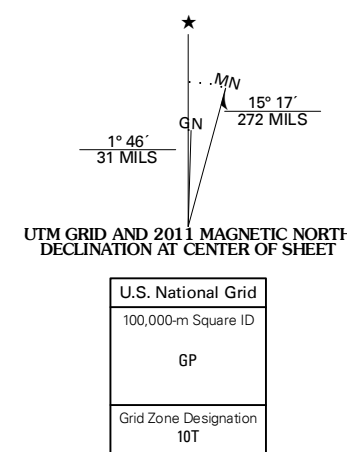 ★
MN
GN
15° 17´
272 MILS
1° 46´
31 MILS
UTM GRID AND 2011 MAGNETIC NORTH
DECLINATION AT CENTER OF SHEET
U.S. National Grid
100,000-m Square ID
GP
Grid Zone Designation
10T